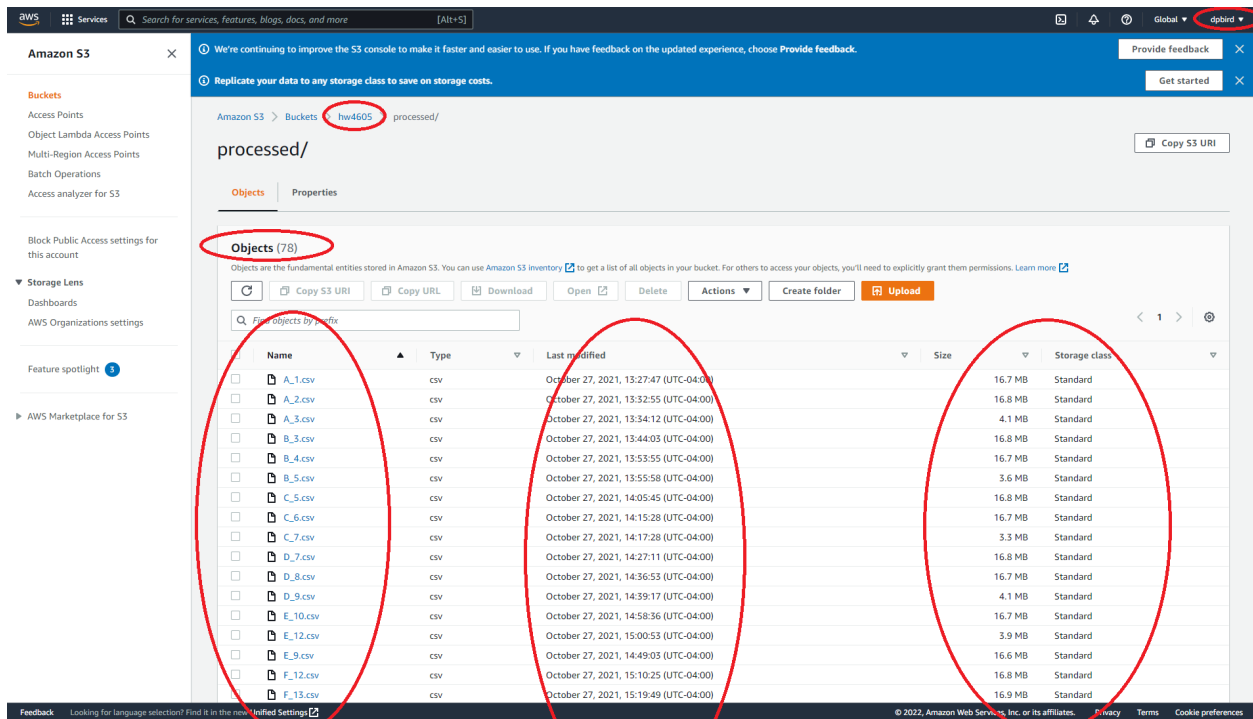 aws
Services
Search for services, features, blogs, docs, and more
[Alt+S]
Global ▼
dpbird ▼
Amazon S3
Buckets
Access Points
Object Lambda Access Points
Multi-Region Access Points
Batch Operations
Access analyzer for S3
Block Public Access settings for
this account
▼ Storage Lens
Dashboards
AWS Organizations settings
Feature spotlight 3
▶ AWS Marketplace for S3
We're continuing to improve the S3 console to make it faster and easier to use. If you have feedback on the updated experience, choose Provide feedback.
Provide feedback
Replicate your data to any storage class to save on storage costs.
Get started
Amazon S3 > Buckets > hw4605 > processed/
processed/
Copy S3 URI
Objects
Properties
Objects (78)
Objects are the fundamental entities stored in Amazon S3. You can use Amazon S3 inventory to get a list of all objects in your bucket. For others to access your objects, you'll need to explicitly grant them permissions. Learn more
Copy S3 URI
Copy URL
Download
Open
Delete
Actions ▼
Create folder
Upload
Find objects by prefix
< 1 >
Name ▲ Type Last modified Size Storage class
A_1.csv csv October 27, 2021, 13:27:47 (UTC-04:00) 16.7 MB Standard
A_2.csv csv October 27, 2021, 13:32:55 (UTC-04:00) 16.8 MB Standard
A_3.csv csv October 27, 2021, 13:34:12 (UTC-04:00) 4.1 MB Standard
B_3.csv csv October 27, 2021, 13:44:03 (UTC-04:00) 16.8 MB Standard
B_4.csv csv October 27, 2021, 13:53:55 (UTC-04:00) 16.7 MB Standard
B_5.csv csv October 27, 2021, 13:55:58 (UTC-04:00) 3.6 MB Standard
C_5.csv csv October 27, 2021, 14:05:45 (UTC-04:00) 16.8 MB Standard
C_6.csv csv October 27, 2021, 14:15:28 (UTC-04:00) 16.7 MB Standard
C_7.csv csv October 27, 2021, 14:17:28 (UTC-04:00) 3.3 MB Standard
D_7.csv csv October 27, 2021, 14:27:11 (UTC-04:00) 16.8 MB Standard
D_8.csv csv October 27, 2021, 14:36:53 (UTC-04:00) 16.7 MB Standard
D_9.csv csv October 27, 2021, 14:39:17 (UTC-04:00) 4.1 MB Standard
E_10.csv csv October 27, 2021, 14:58:36 (UTC-04:00) 16.7 MB Standard
E_12.csv csv October 27, 2021, 15:00:53 (UTC-04:00) 3.9 MB Standard
E_9.csv csv October 27, 2021, 14:49:03 (UTC-04:00) 16.6 MB Standard
F_12.csv csv October 27, 2021, 15:10:25 (UTC-04:00) 16.8 MB Standard
F_13.csv csv October 27, 2021, 15:19:49 (UTC-04:00) 16.9 MB Standard
Feedback
Looking for language selection? Find it in the new Unified Settings
© 2022, Amazon Web Services, Inc. or its affiliates.
Privacy
Terms
Cookie preferences